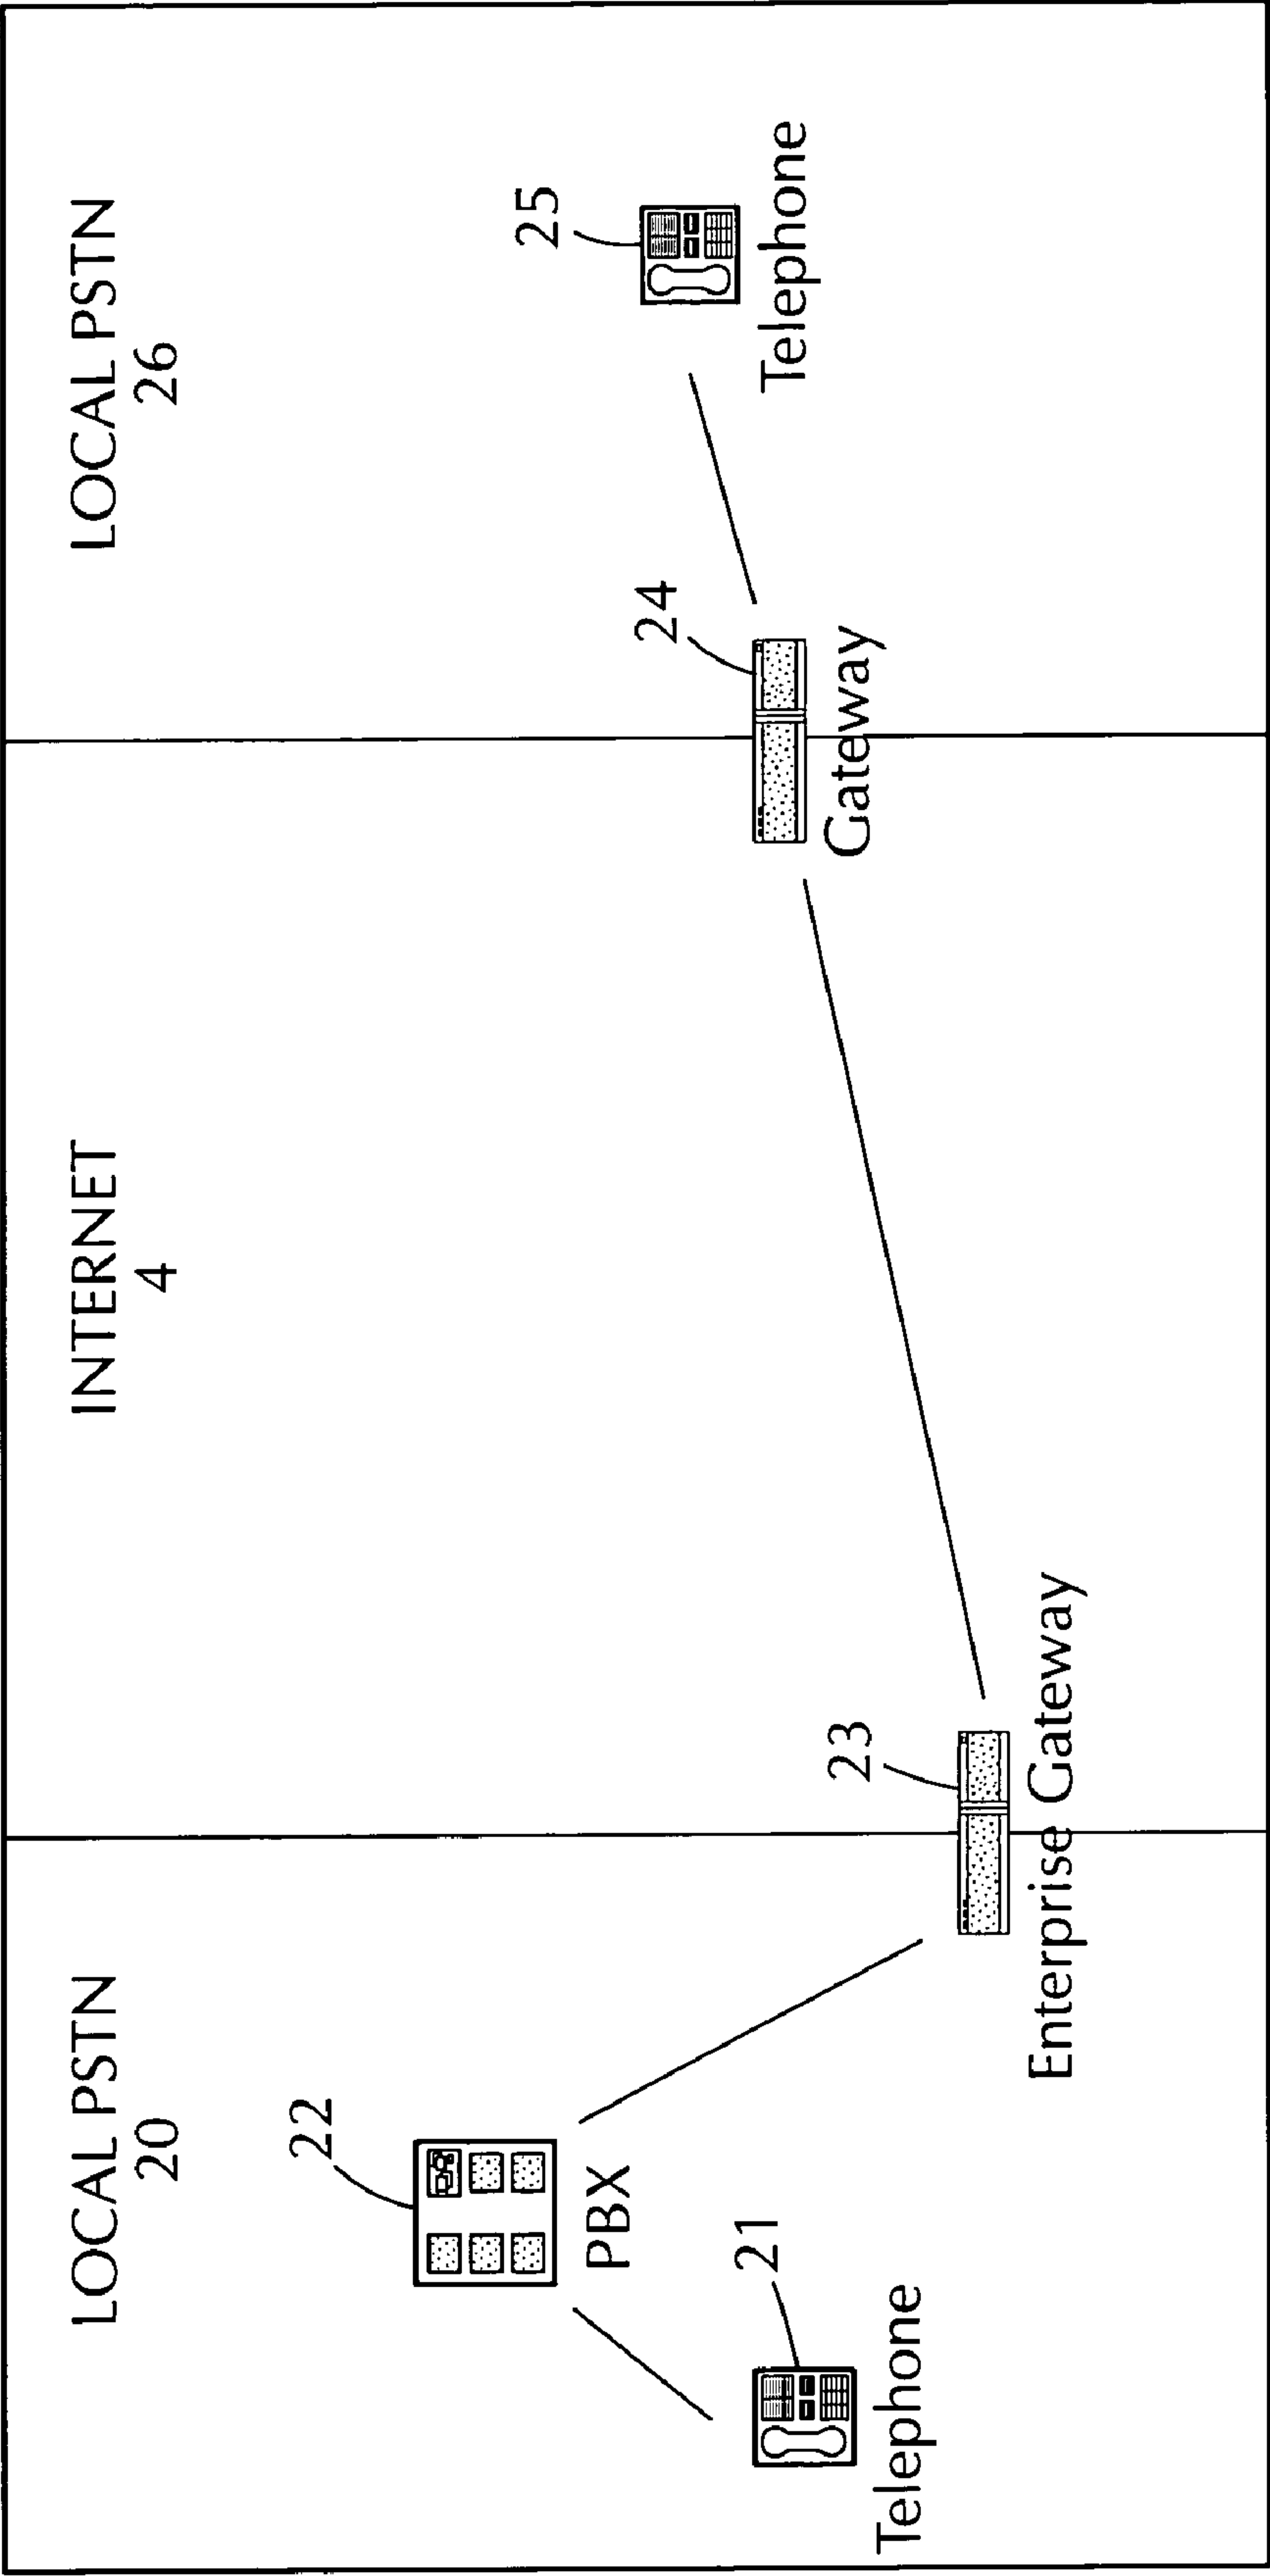 LOCAL PSTN
20
INTERNET
4
LOCAL PSTN
26
22
PBX
21
Telephone
23
Enterprise Gateway
24
Gateway
25
Telephone